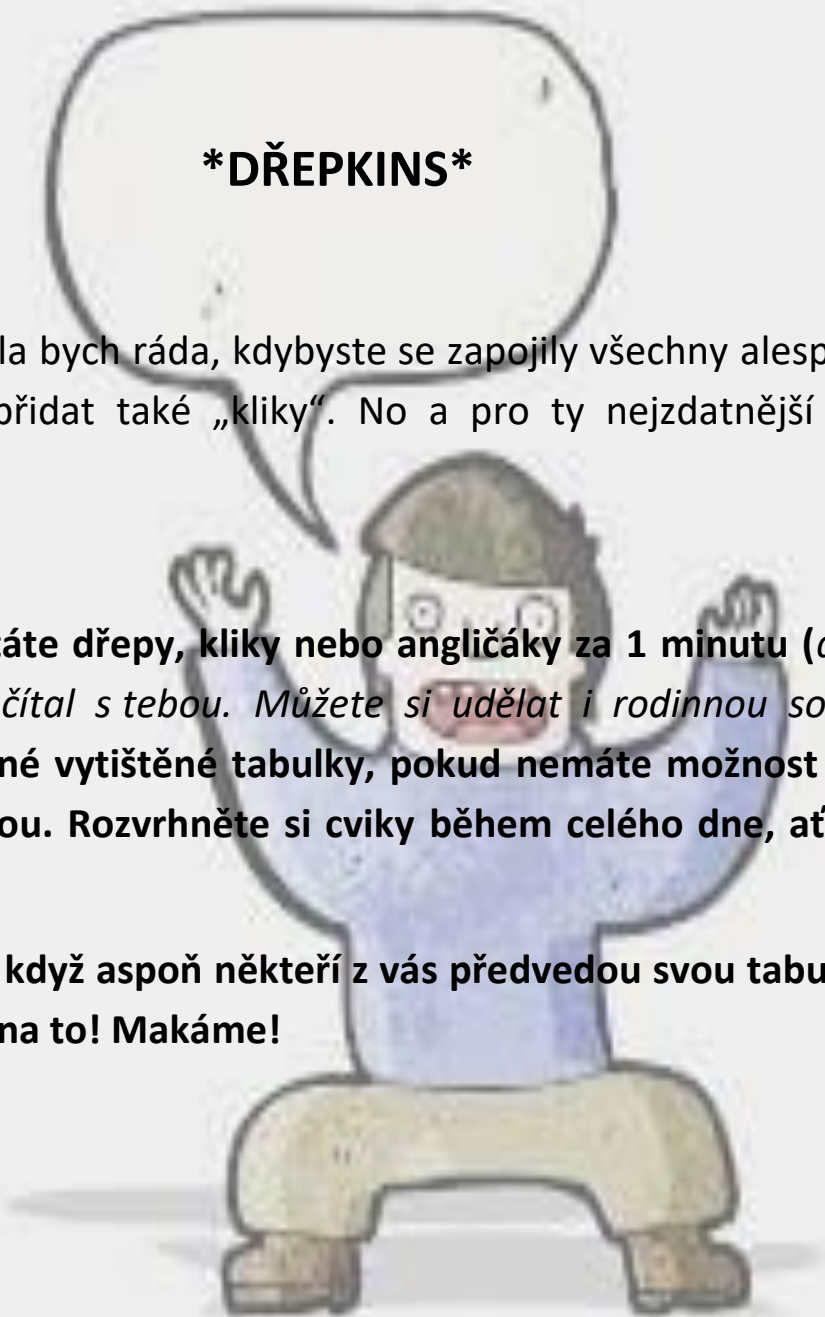 *DŘEPKINS*
la bych ráda, kdybyste se zapojily všechny alesp
přidat také „kliky“. No a pro ty nejzdatnější
táte dřepy, kliky nebo angličáky za 1 minutu (
čítal s tebou. Můžete si udělat i rodinnou so
né vytištěné tabulky, pokud nemáte možnost
ou. Rozvrhněte si cviky během celého dne, ať
když aspoň někteří z vás předvedou svou tabu
na to! Makáme!